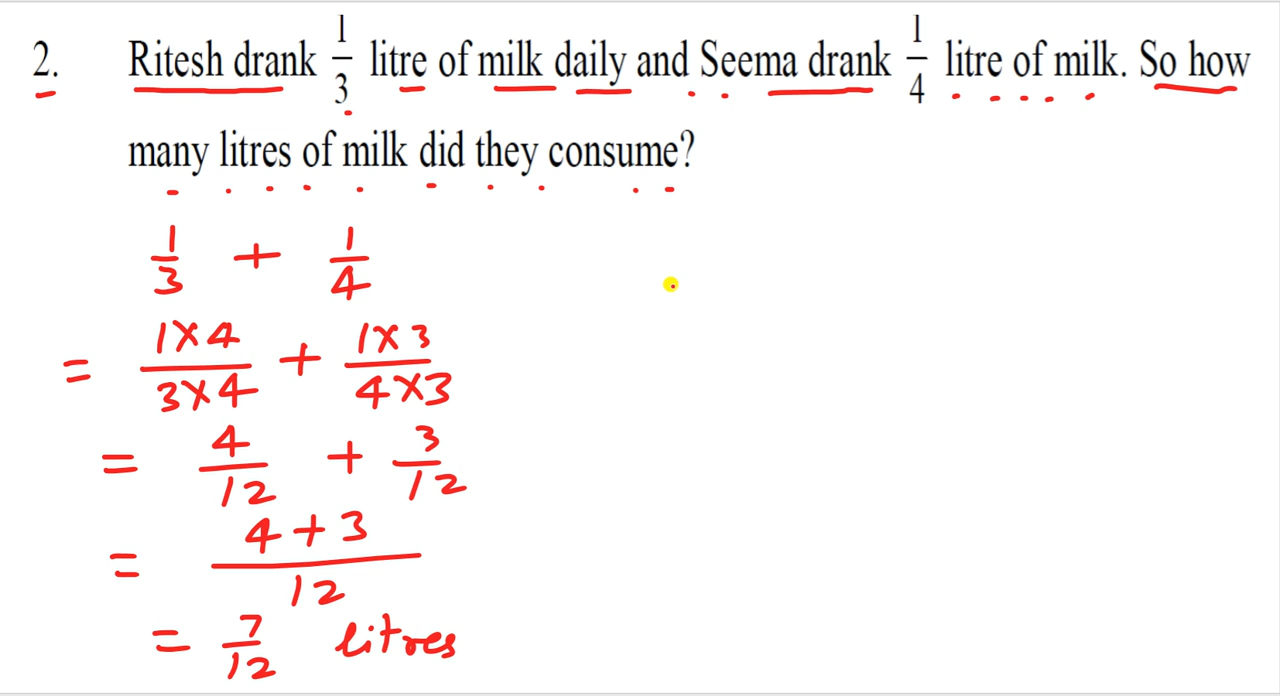 2. Ritesh drank 1/3 litre of milk daily and Seema drank 1/4 litre of milk. So how
many litres of milk did they consume?
1/3 + 1/4
= 1×4/3×4 + 1×3/4×3
= 4/12 + 3/12
= 4+3/12
= 7/12 litres